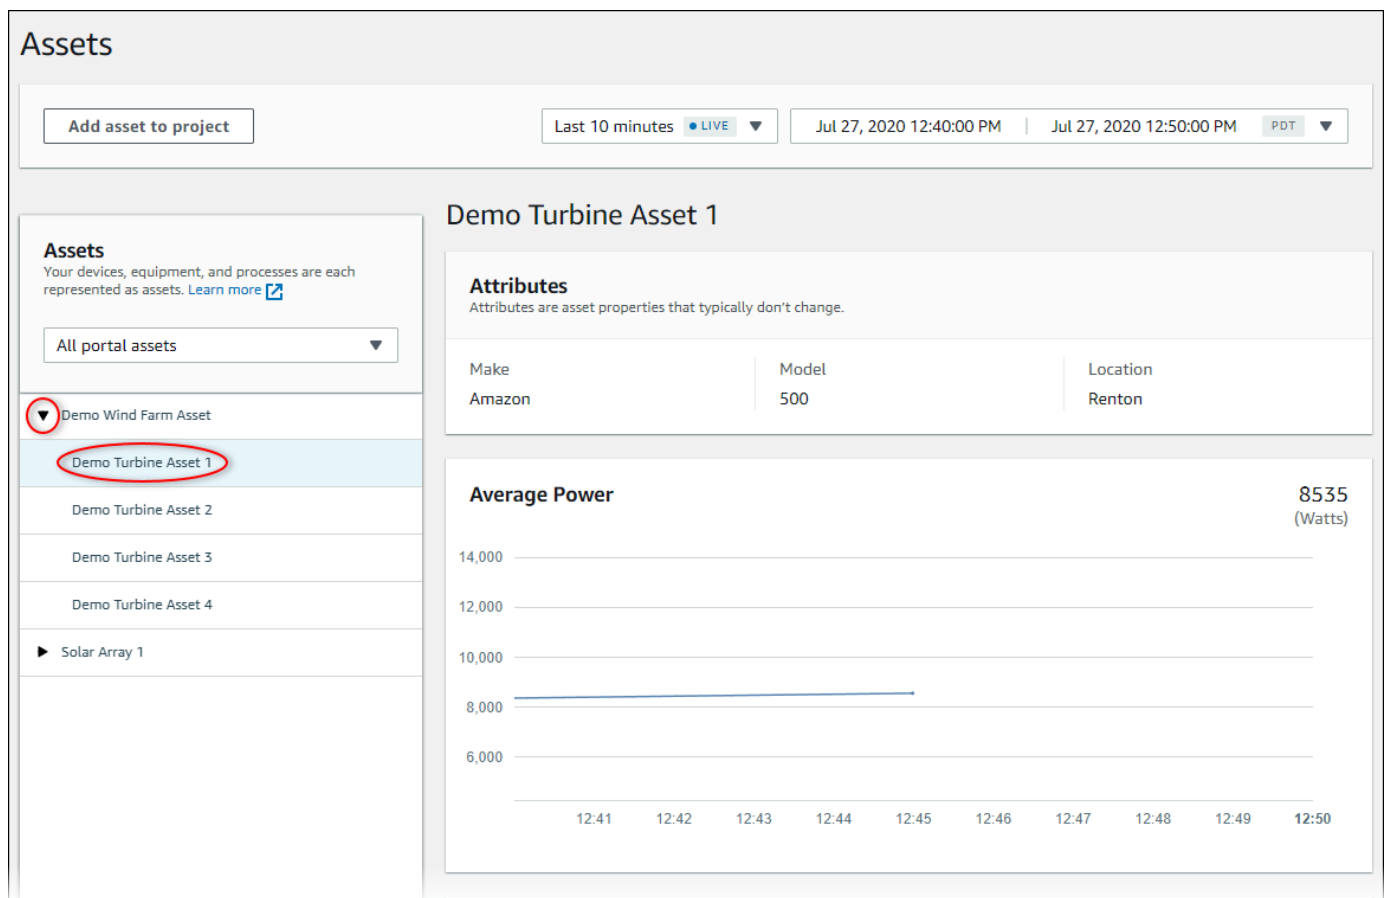 Assets
Add asset to project
Last 10 minutes LIVE
Jul 27, 2020 12:40:00 PM Jul 27, 2020 12:50:00 PM PDT
Assets
Your devices, equipment, and processes are each
represented as assets. Learn more
All portal assets
Demo Wind Farm Asset
Demo Turbine Asset 1
Demo Turbine Asset 2
Demo Turbine Asset 3
Demo Turbine Asset 4
Solar Array 1
Demo Turbine Asset 1
Attributes
Attributes are asset properties that typically don't change.
Make Model Location
Amazon 500 Renton
Average Power
8535
(Watts)
14,000
12,000
10,000
8,000
6,000
12:41 12:42 12:43 12:44 12:45 12:46 12:47 12:48 12:49 12:50